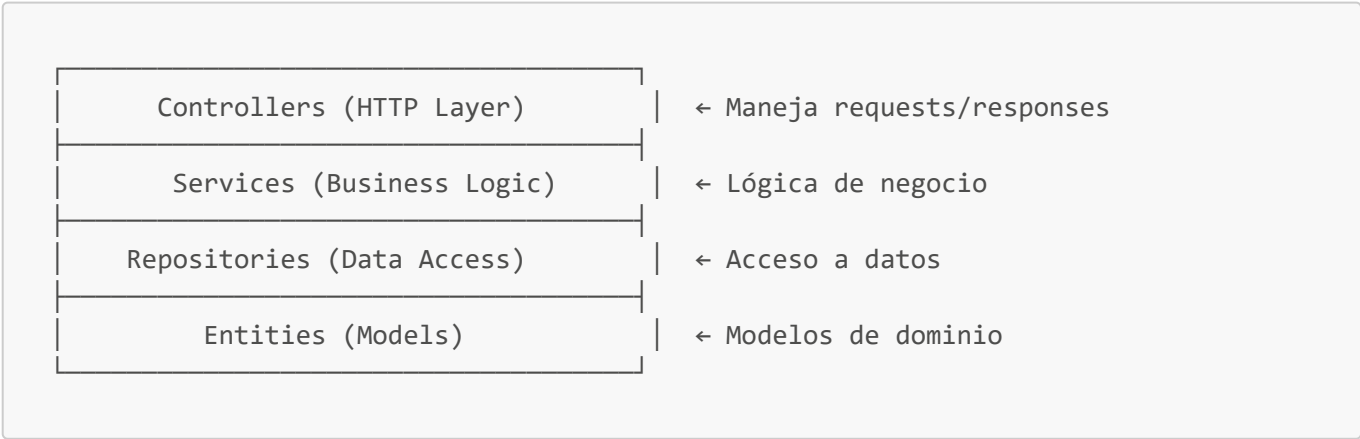 Controllers (HTTP Layer) ← Maneja requests/responses
Services (Business Logic) ← Lógica de negocio
Repositories (Data Access) ← Acceso a datos
Entities (Models) ← Modelos de dominio